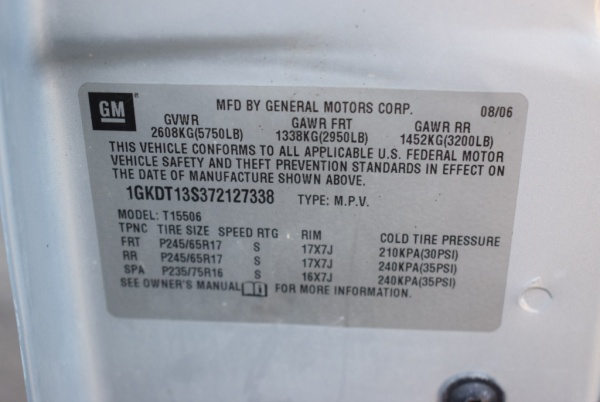 GM
MFD BY GENERAL MOTORS CORP. 08/06
GVWR GAWR FRT GAWR RR
2608KG(5750LB) 1338KG(2950LB) 1452KG(3200LB)
THIS VEHICLE CONFORMS TO ALL APPLICABLE U.S. FEDERAL MOTOR
VEHICLE SAFETY AND THEFT PREVENTION STANDARDS IN EFFECT ON
THE DATE OF MANUFACTURE SHOWN ABOVE.
1GKDT13S372127338 TYPE: M.P.V.
MODEL: T15506
TPNC TIRE SIZE SPEED RTG RIM COLD TIRE PRESSURE
FRT P245/65R17 S 17X7J 210KPA(30PSI)
RR P245/65R17 S 17X7J 240KPA(35PSI)
SPA P235/75R16 S 16X7J 240KPA(35PSI)
SEE OWNER'S MANUAL FOR MORE INFORMATION.